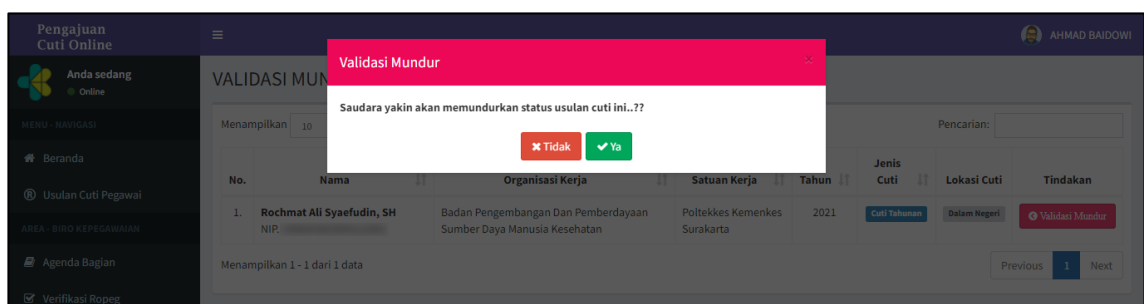 Pengajuan
Cuti Online
AHMAD BAIDOWI
Anda sedang
Online
MENU - NAVIGASI
Beranda
Usulan Cuti Pegawai
AREA - BIRO KEPEGAWAIAN
Agenda Bagian
Verifikasi Ropeg
VALIDASI MUN
Validasi Mundur ×
Saudara yakin akan memundurkan status usulan cuti ini..??
Tidak Ya
Menampilkan 10
Pencarian:
No. Nama Organisasi Kerja Satuan Kerja Tahun Jenis Cuti Lokasi Cuti Tindakan
1. Rochmat Ali Syaefudin, SH Badan Pengembangan Dan Pemberdayaan Poltekkes Kemenkes 2021 Cuti Tahunan Dalam Negeri Validasi Mundur
NIP. Sumber Daya Manusia Kesehatan Surakarta
Menampilkan 1 - 1 dari 1 data
Previous 1 Next